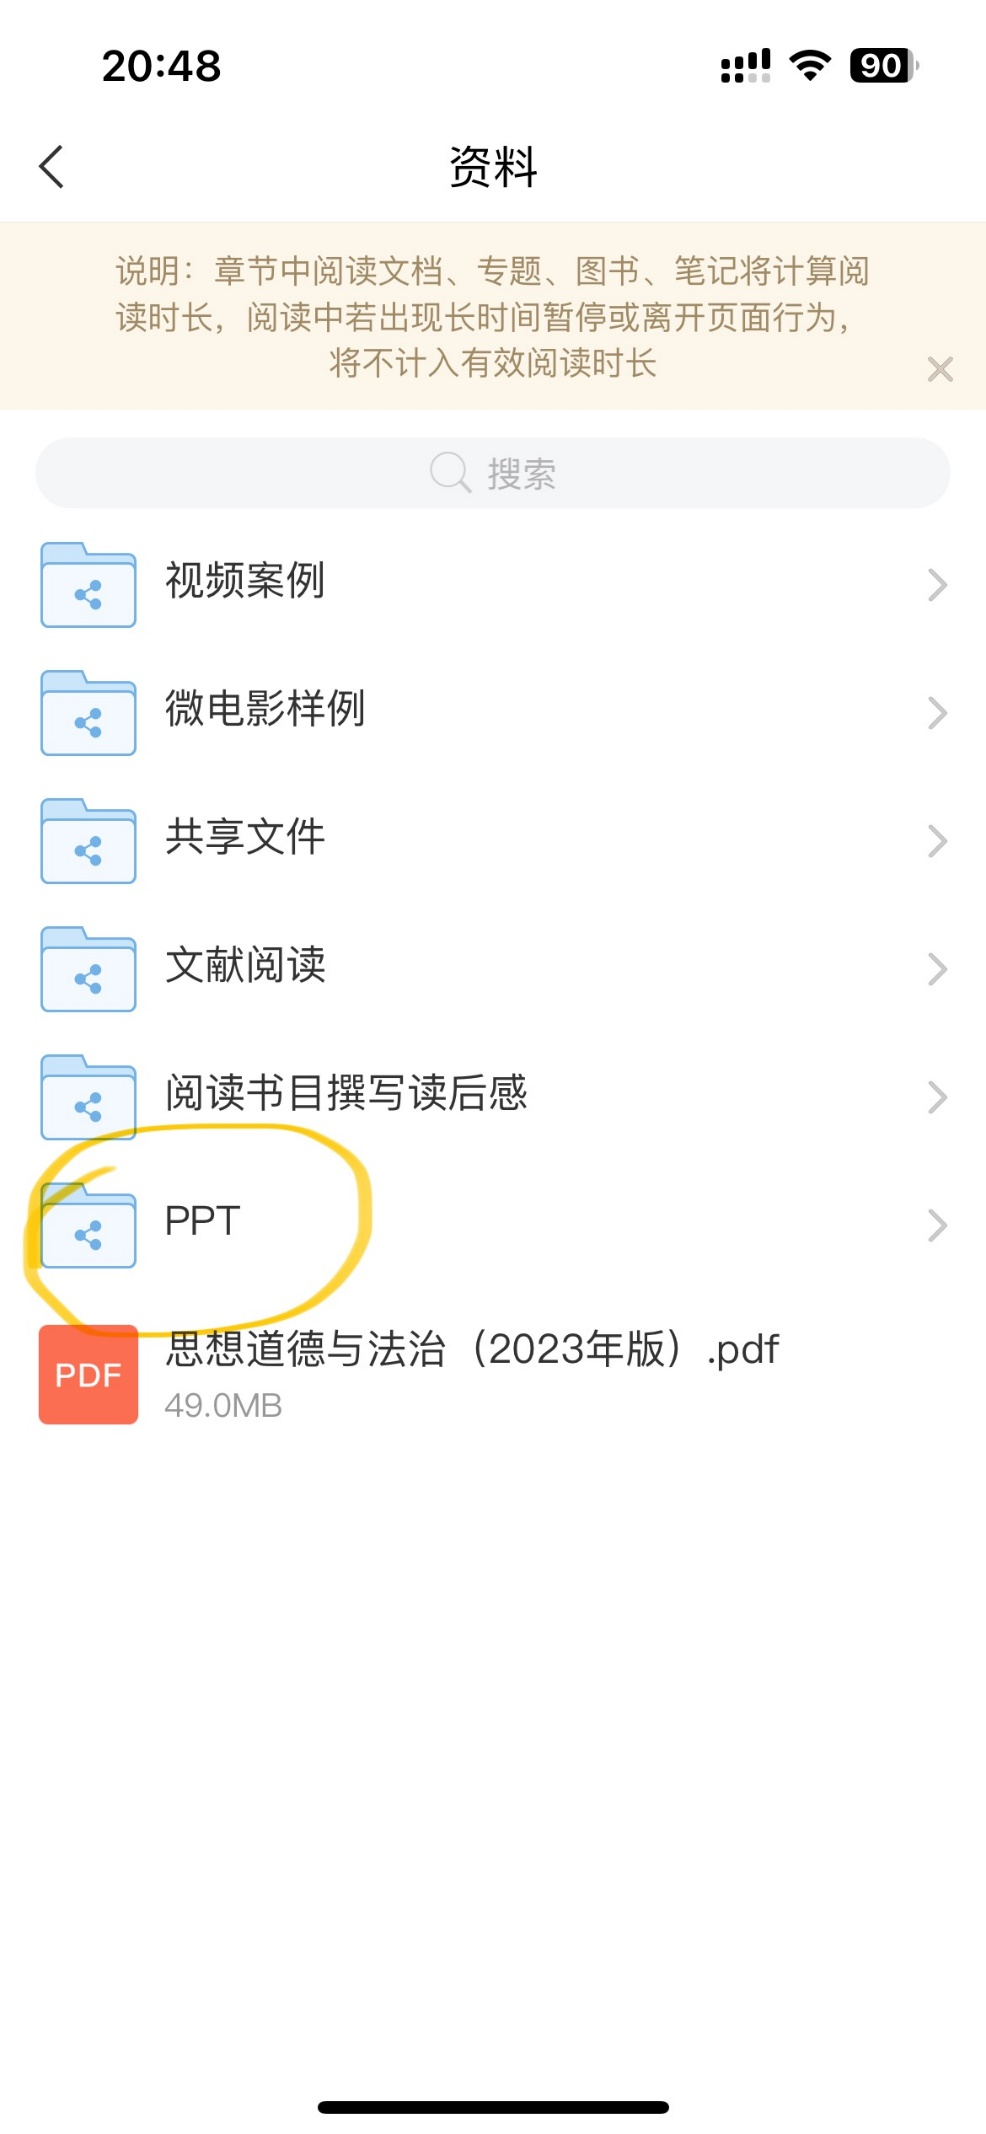 20:48
90
资料
说明：章节中阅读文档、专题、图书、笔记将计算阅
读时长，阅读中若出现长时间暂停或离开页面行为，
将不计入有效阅读时长
搜索
视频案例
微电影样例
共享文件
文献阅读
阅读书目撰写读后感
PPT
PDF
思想道德与法治（2023年版）.pdf
49.0MB